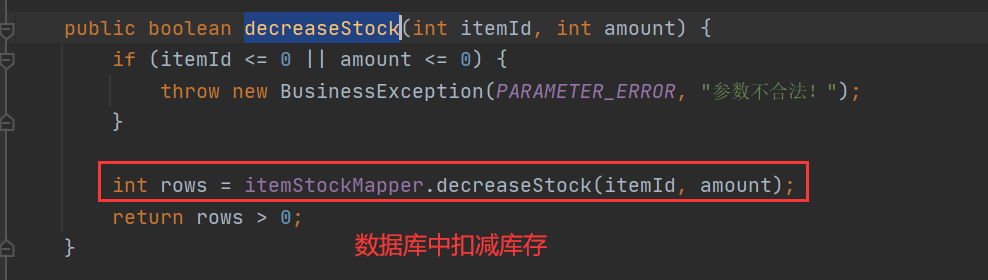 public boolean decreaseStock(int itemId, int amount) {
if (itemId <= 0 || amount <= 0) {
throw new BusinessException(PARAMETER_ERROR, "参数不合法！");
}
int rows = itemStockMapper.decreaseStock(itemId, amount);
return rows > 0;
数据库中扣减库存
}